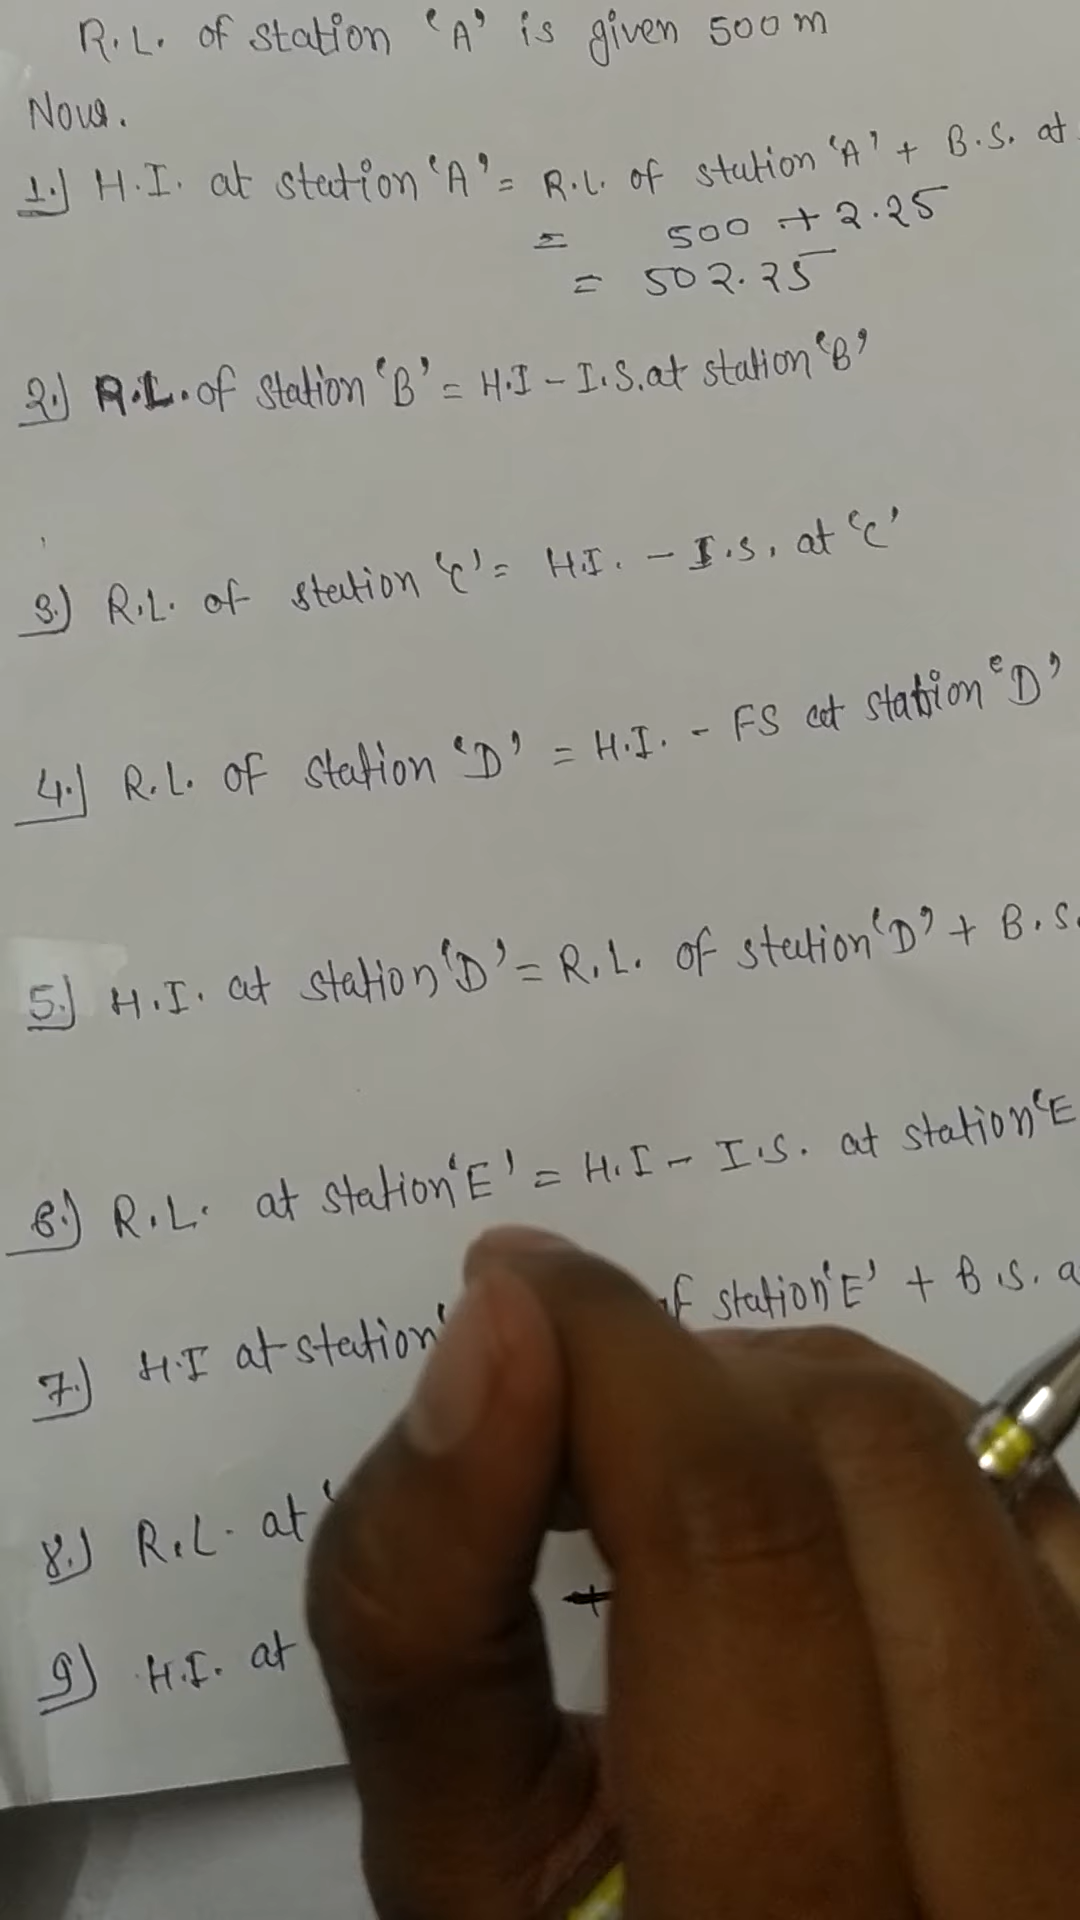 R.L. of station 'A' is given 500 m
Now.
1.) H.I. at station 'A' = R.L. of station 'A' + B.S. at
= 500 + 2.25
= 502.25
2.) R.L. of station 'B' = H.I - I.S. at station 'B'
3.) R.L. of station 'C' = H.I. - I.S. at 'C'
4.) R.L. of station 'D' = H.I. - FS at station 'D'
5.) H.I. at station 'D' = R.L. of station 'D' + B.S.
6.) R.L. at station 'E' = H.I - I.S. at station 'E
7.) H.I at station ' of station 'E' + B.S. a
8.) R.L. at '
9) H.I. at +